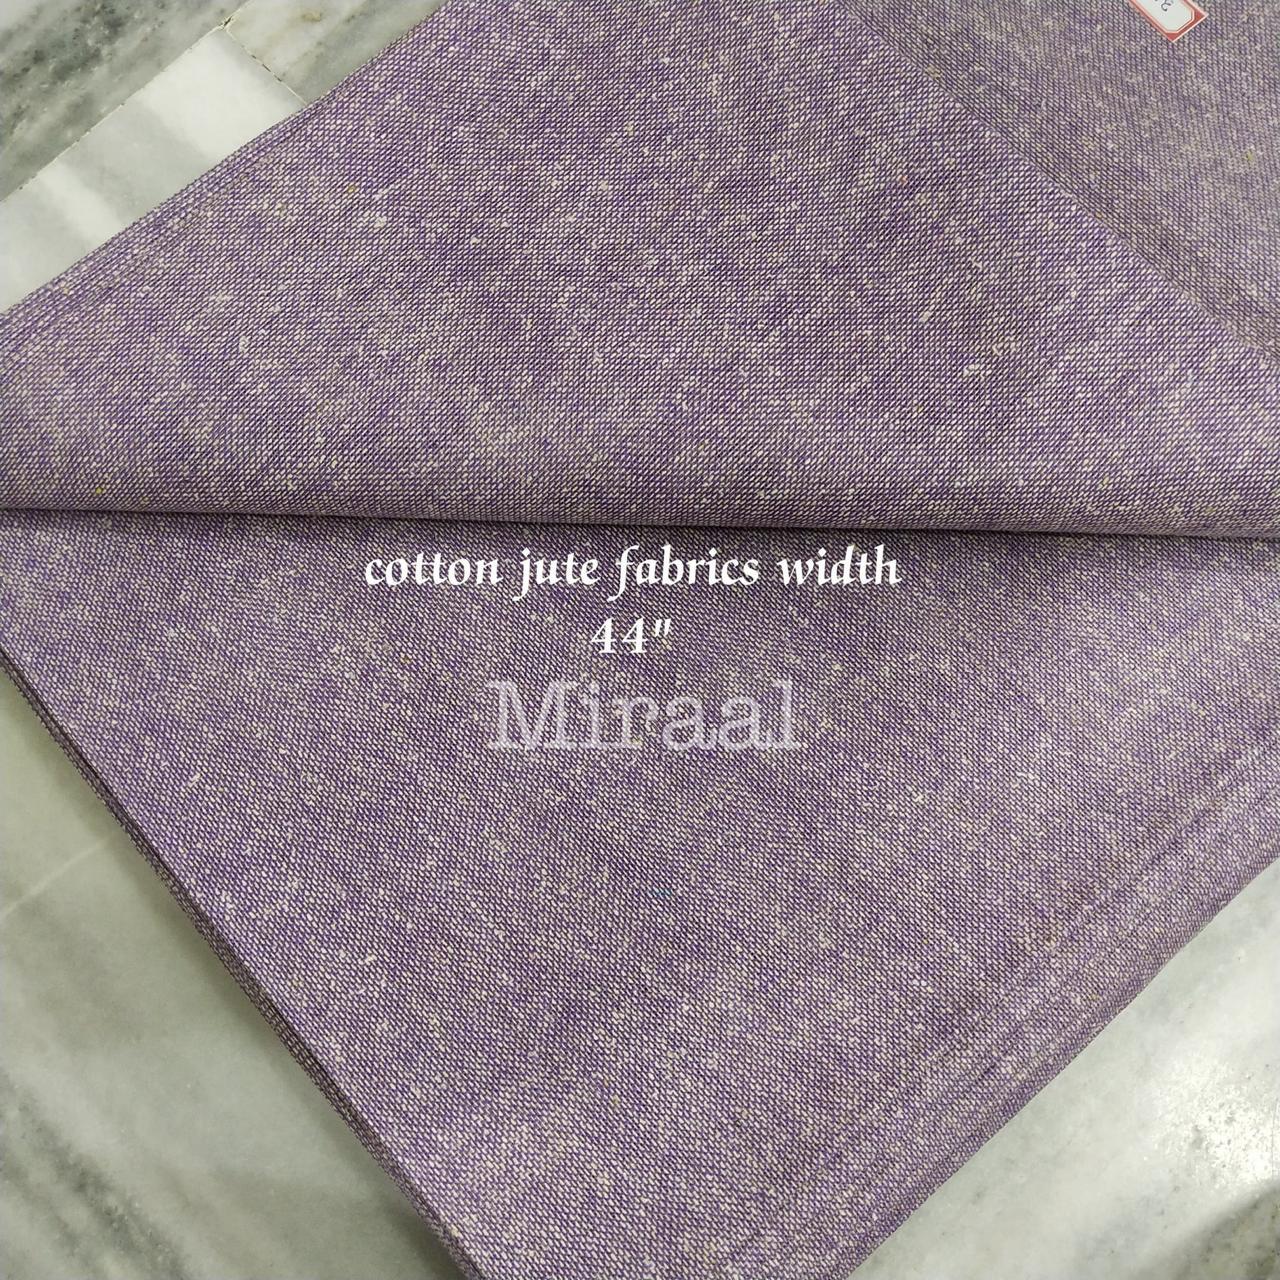 cotton jute fabrics width
44"
Miraal